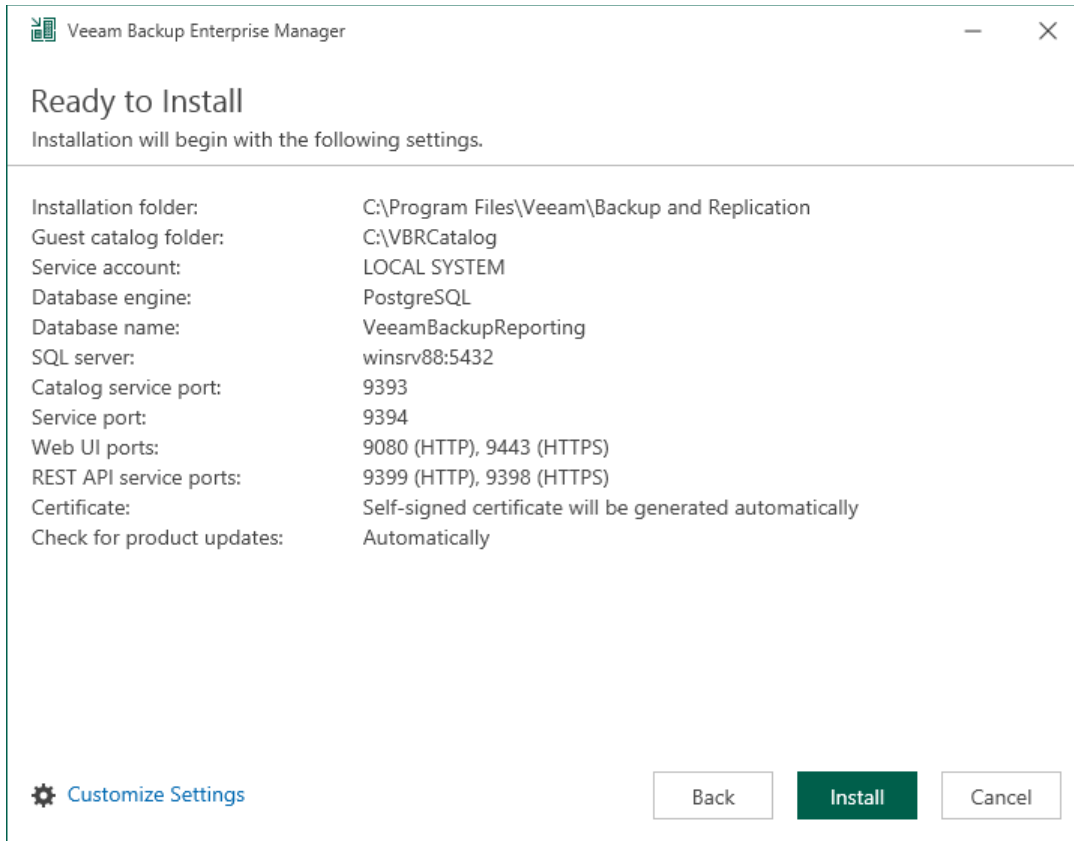 Veeam Backup Enterprise Manager
Ready to Install
Installation will begin with the following settings.
Installation folder: C:\Program Files\Veeam\Backup and Replication
Guest catalog folder: C:\VBRCatalog
Service account: LOCAL SYSTEM
Database engine: PostgreSQL
Database name: VeeamBackupReporting
SQL server: winsrv88:5432
Catalog service port: 9393
Service port: 9394
Web UI ports: 9080 (HTTP), 9443 (HTTPS)
REST API service ports: 9399 (HTTP), 9398 (HTTPS)
Certificate: Self-signed certificate will be generated automatically
Check for product updates: Automatically
Customize Settings Back Install Cancel